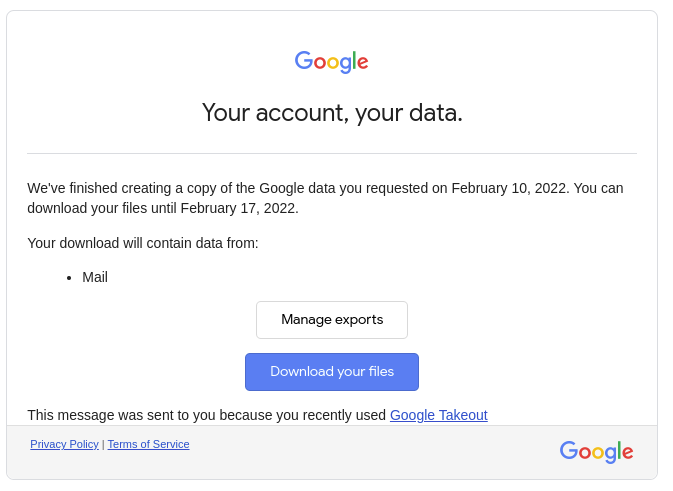 Google
Your account, your data.
We've finished creating a copy of the Google data you requested on February 10, 2022. You can
download your files until February 17, 2022.
Your download will contain data from:
• Mail
Manage exports
Download your files
This message was sent to you because you recently used Google Takeout
Privacy Policy | Terms of Service
Google